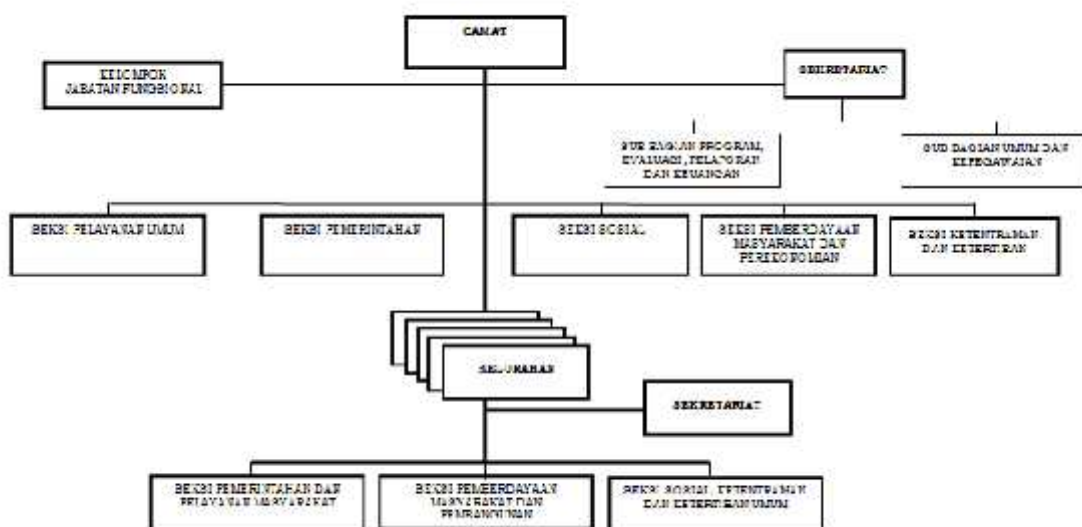 CAMAT
KELOMPOK
JABATAN FUNGSIONAL
SEKRETARIAT
SUB BAGIAN PROGRAM,
EVALUASI, PELAPORAN
DAN KEUANGAN
SUB BAGIAN UMUM DAN
KEPEGAWAIAN
SEKSI PELAYANAN UMUM
SEKSI PEMERINTAHAN
SEKSI SOSIAL
SEKSI PEMBERDAYAAN
MASYARAKAT DAN
PEREKONOMIAN
SEKSI KETENTRAMAN
DAN KETERTIBAN
KELURAHAN
SEKRETARIAT
SEKSI PEMERINTAHAN DAN
PELAYANAN MASYARAKAT
SEKSI PEMBERDAYAAN
MASYARAKAT DAN
PEMBANGUNAN
SEKSI SOSIAL, KETENTRAMAN
DAN KETERTIBAN UMUM